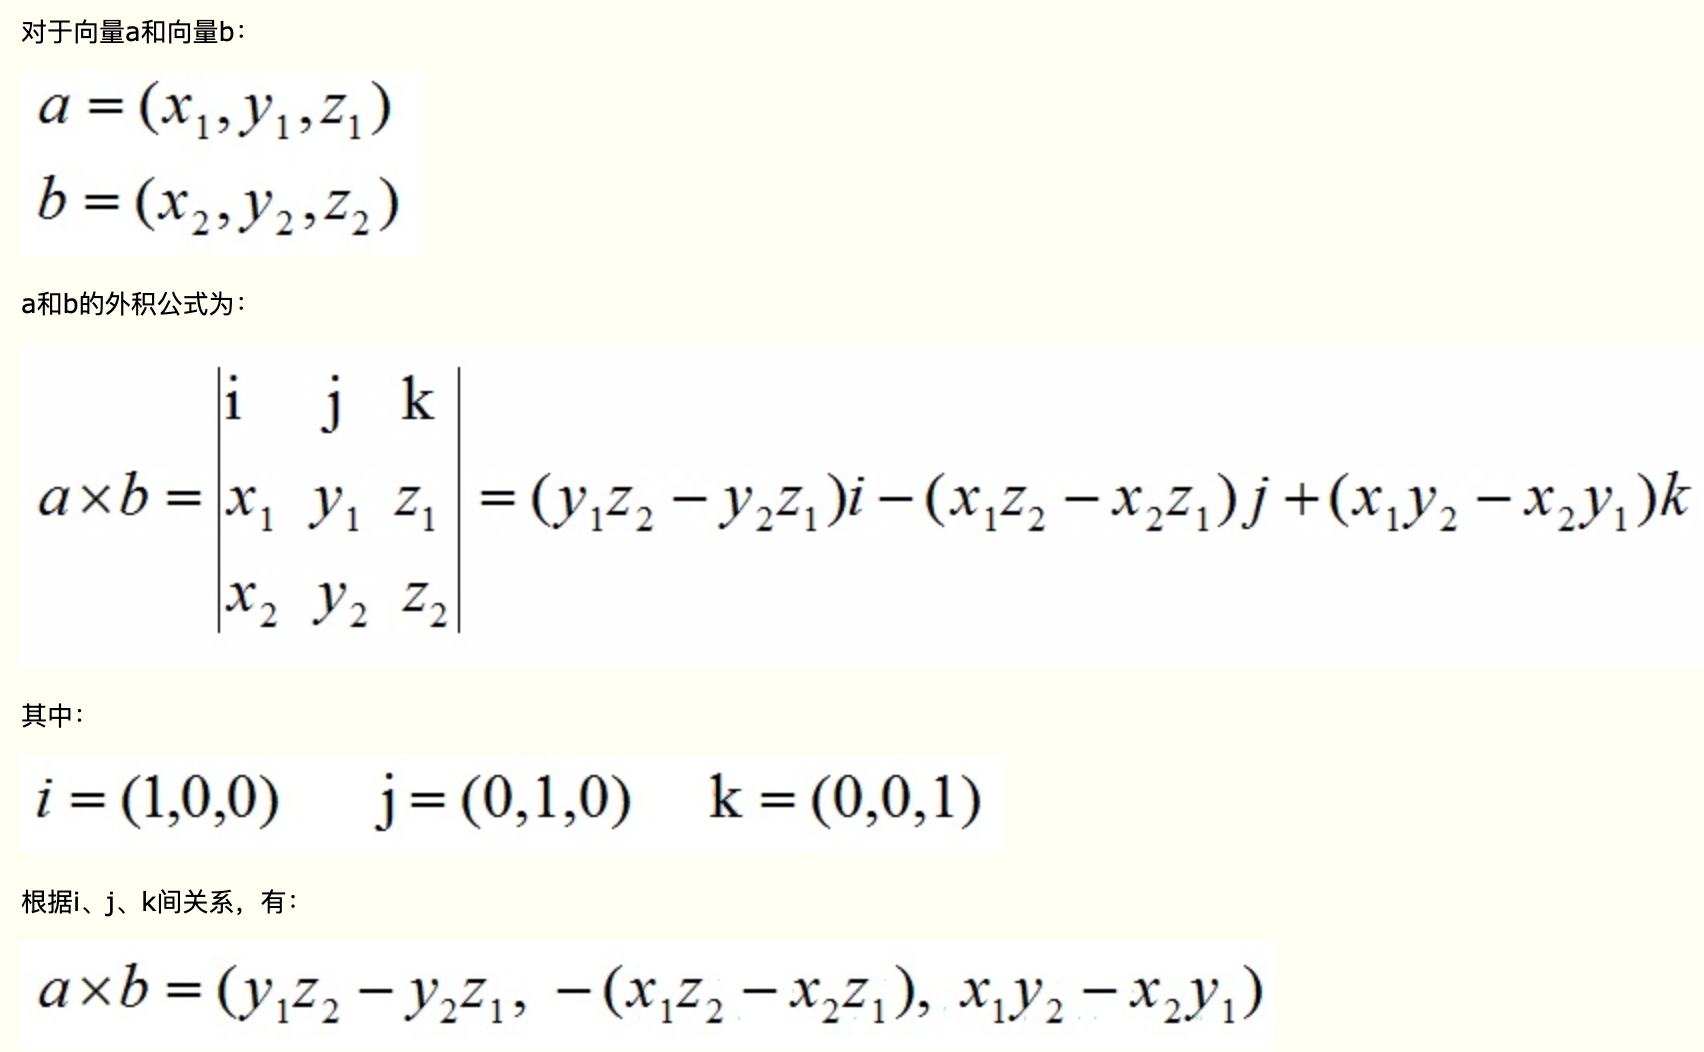 对于向量a和向量b：
a = (x₁, y₁, z₁)
b = (x₂, y₂, z₂)
a和b的外积公式为：
i j k
a×b = x₁ y₁ z₁ = (y₁z₂ − y₂z₁)i − (x₁z₂ − x₂z₁)j + (x₁y₂ − x₂y₁)k
x₂ y₂ z₂
其中：
i = (1,0,0) j = (0,1,0) k = (0,0,1)
根据i、j、k间关系，有：
a×b = (y₁z₂ − y₂z₁, −(x₁z₂ − x₂z₁), x₁y₂ − x₂y₁)